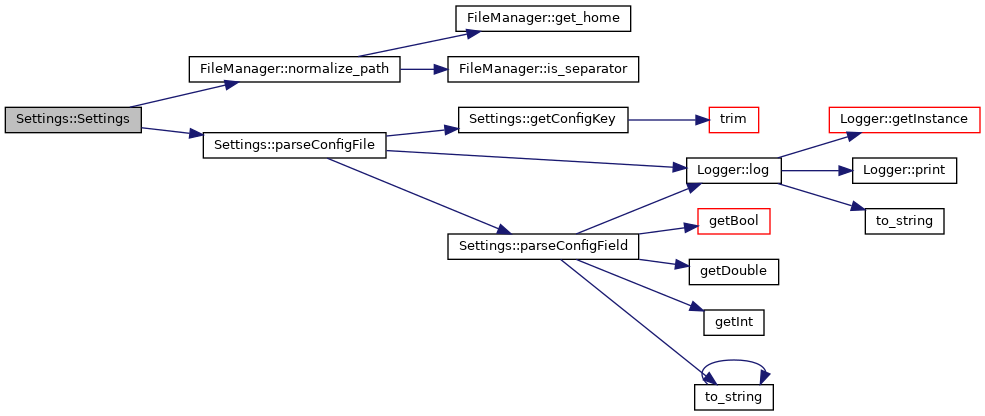 FileManager::get_home
FileManager::normalize_path
FileManager::is_separator
Settings::Settings
Settings::getConfigKey
trim
Logger::getInstance
Settings::parseConfigFile
Logger::log
Logger::print
getBool
to_string
Settings::parseConfigField
getDouble
getInt
to_string